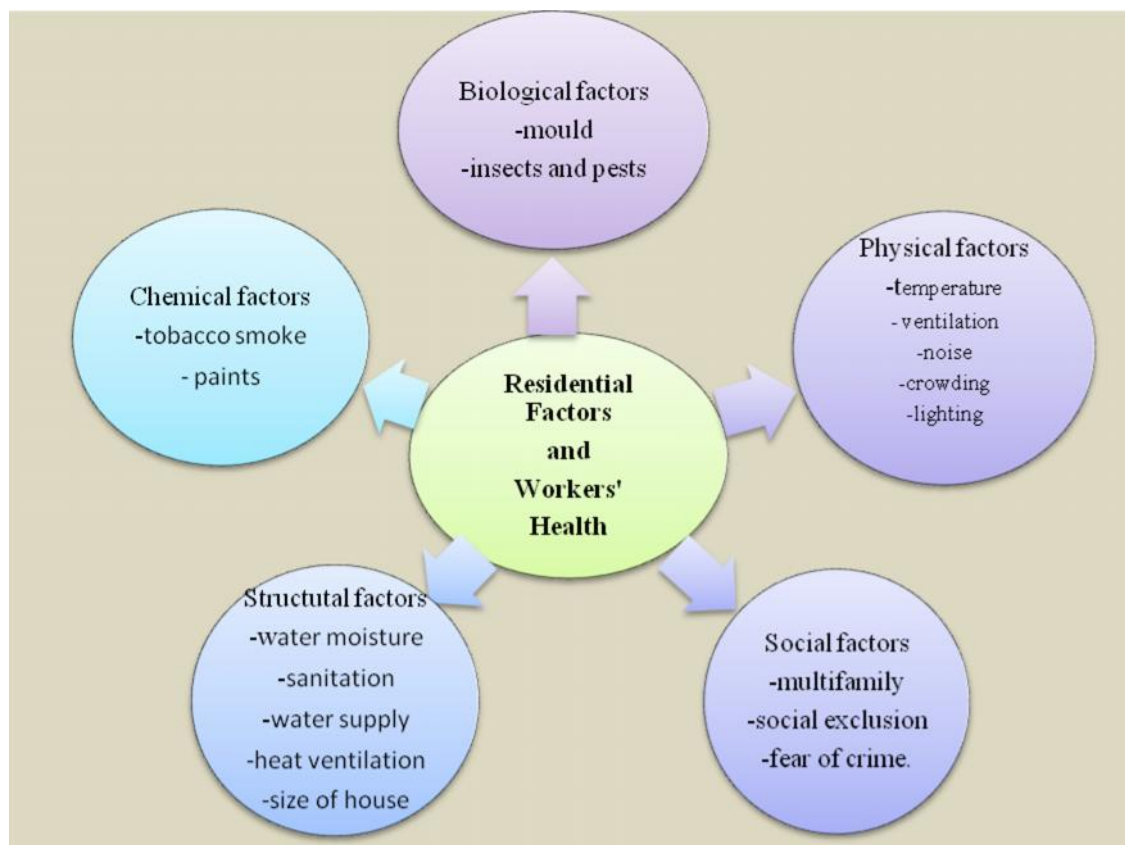 Biological factors
-mould
-insects and pests
Physical factors
-temperature
- ventilation
-noise
-crowding
-lighting
Chemical factors
-tobacco smoke
- paints
Residential
Factors
and
Workers'
Health
Structutal factors
-water moisture
-sanitation
-water supply
-heat ventilation
-size of house
Social factors
-multifamily
-social exclusion
-fear of crime.